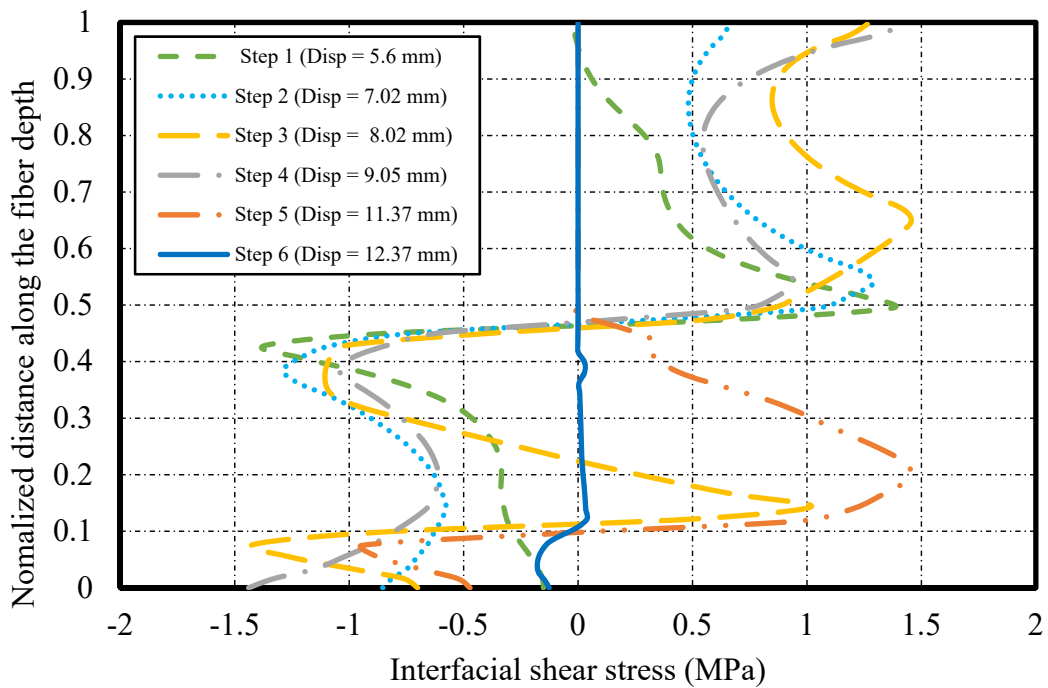 Nomalized distance along the fiber depth
1
0.9
0.8
0.7
0.6
0.5
0.4
0.3
0.2
0.1
0
Step 1 (Disp = 5.6 mm)
Step 2 (Disp = 7.02 mm)
Step 3 (Disp = 8.02 mm)
Step 4 (Disp = 9.05 mm)
Step 5 (Disp = 11.37 mm)
Step 6 (Disp = 12.37 mm)
-2 -1.5 -1 -0.5 0 0.5 1 1.5 2
Interfacial shear stress (MPa)